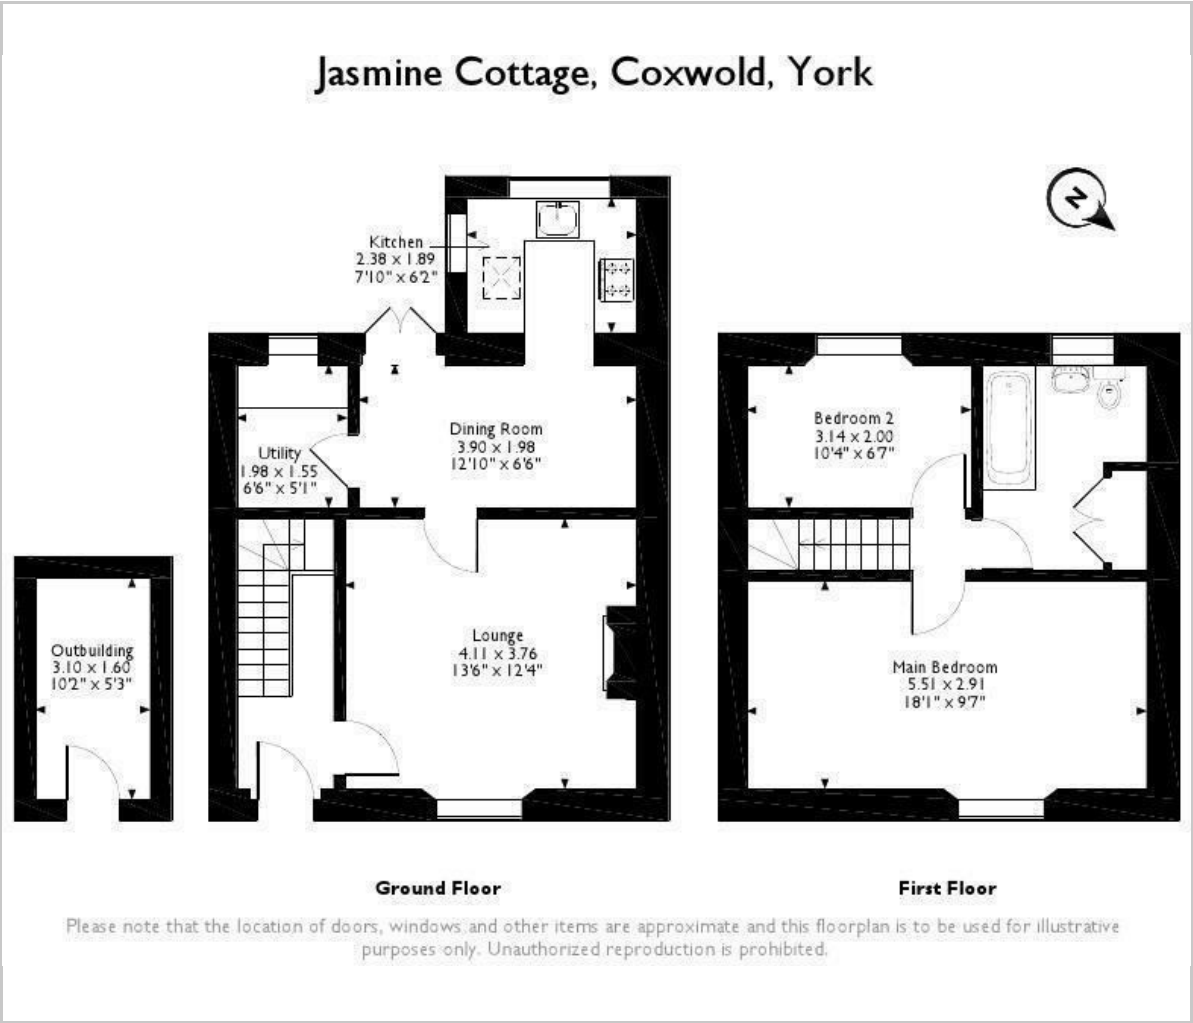 Jasmine Cottage, Coxwold, York
N
Kitchen
2.38 x 1.89
7'10" x 6'2"
Dining Room
3.90 x 1.98
12'10" x 6'6"
Utility
1.98 x 1.55
6'6" x 5'1"
Bedroom 2
3.14 x 2.00
10'4" x 6'7"
Outbuilding
3.10 x 1.60
10'2" x 5'3"
Lounge
4.11 x 3.76
13'6" x 12'4"
Main Bedroom
5.51 x 2.91
18'1" x 9'7"
Ground Floor
First Floor
Please note that the location of doors, windows and other items are approximate and this floorplan is to be used for illustrative
purposes only. Unauthorized reproduction is prohibited.